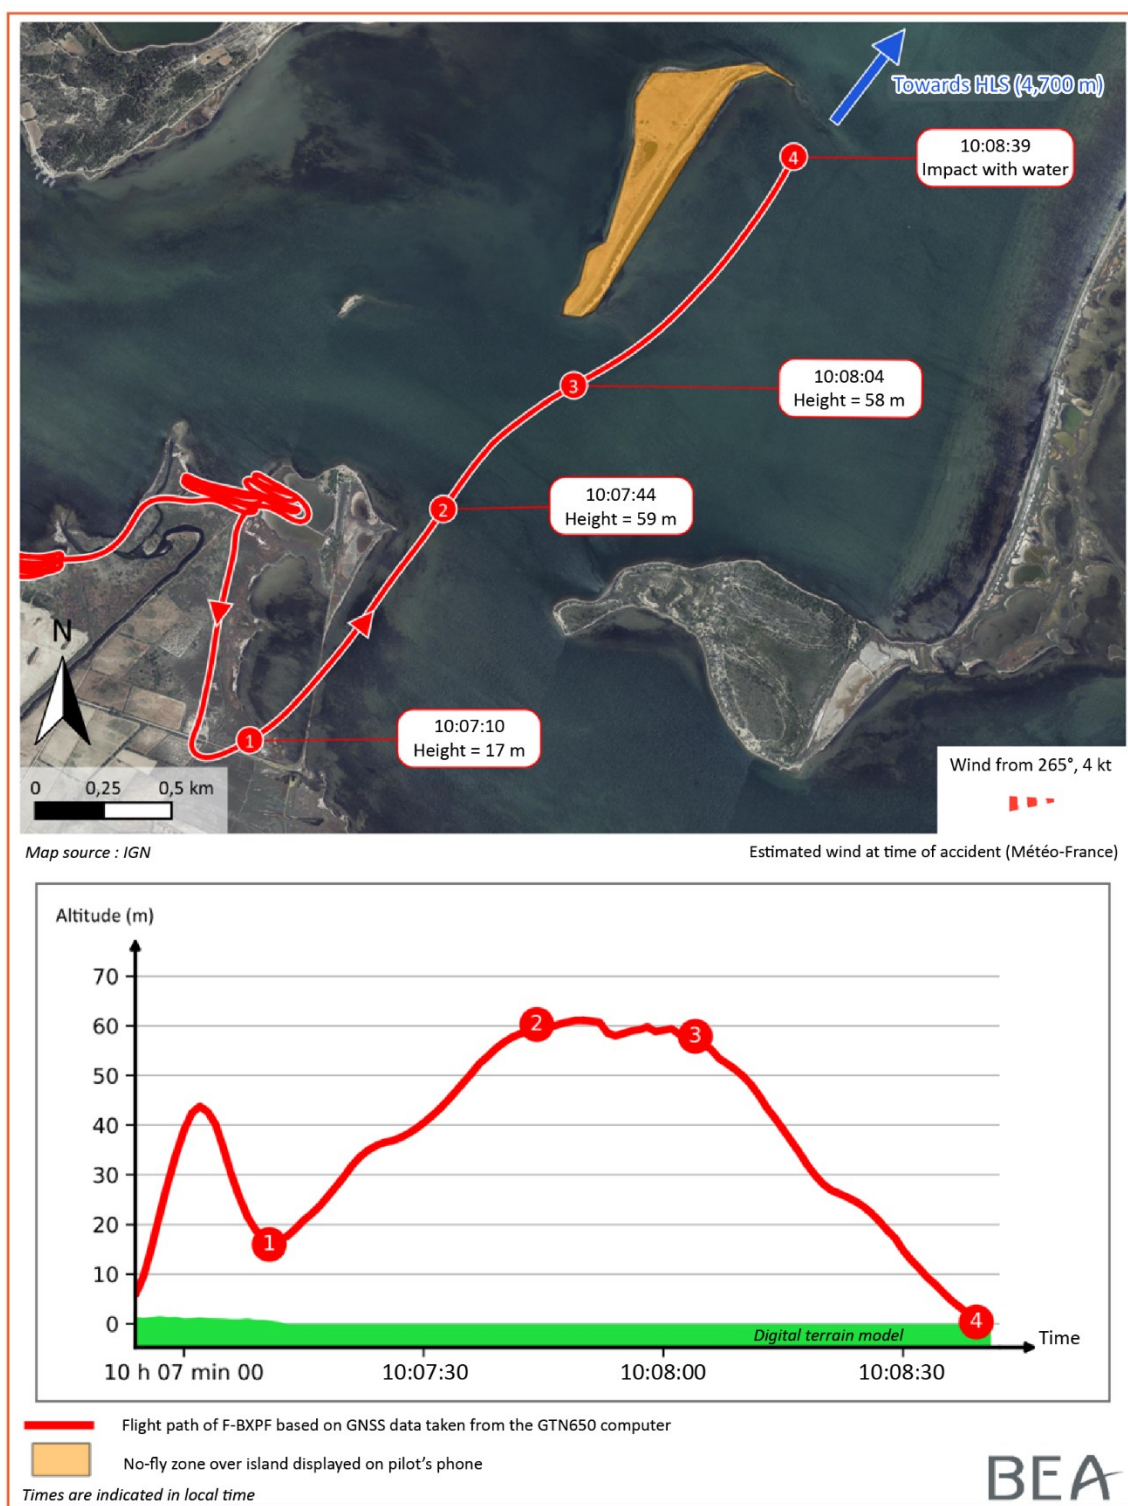 Towards HLS (4,700 m)
4
10:08:39
Impact with water
3
10:08:04
Height = 58 m
2
10:07:44
Height = 59 m
N
1
10:07:10
Height = 17 m
0 0,25 0,5 km
Wind from 265°, 4 kt
Map source : IGN
Estimated wind at time of accident (Météo-France)
Altitude (m)
70
60
50
40
30
20
10
0
1
2
3
4
Digital terrain model
Time
10 h 07 min 00 10:07:30 10:08:00 10:08:30
Flight path of F-BXPF based on GNSS data taken from the GTN650 computer
No-fly zone over island displayed on pilot's phone
Times are indicated in local time
BEA